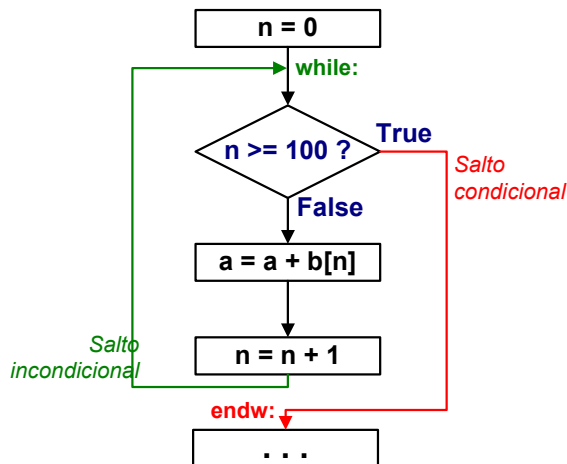 n = 0
while:
n >= 100 ?
True
Salto
condicional
False
a = a + b[n]
Salto
incondicional
n = n + 1
endw:
. . .